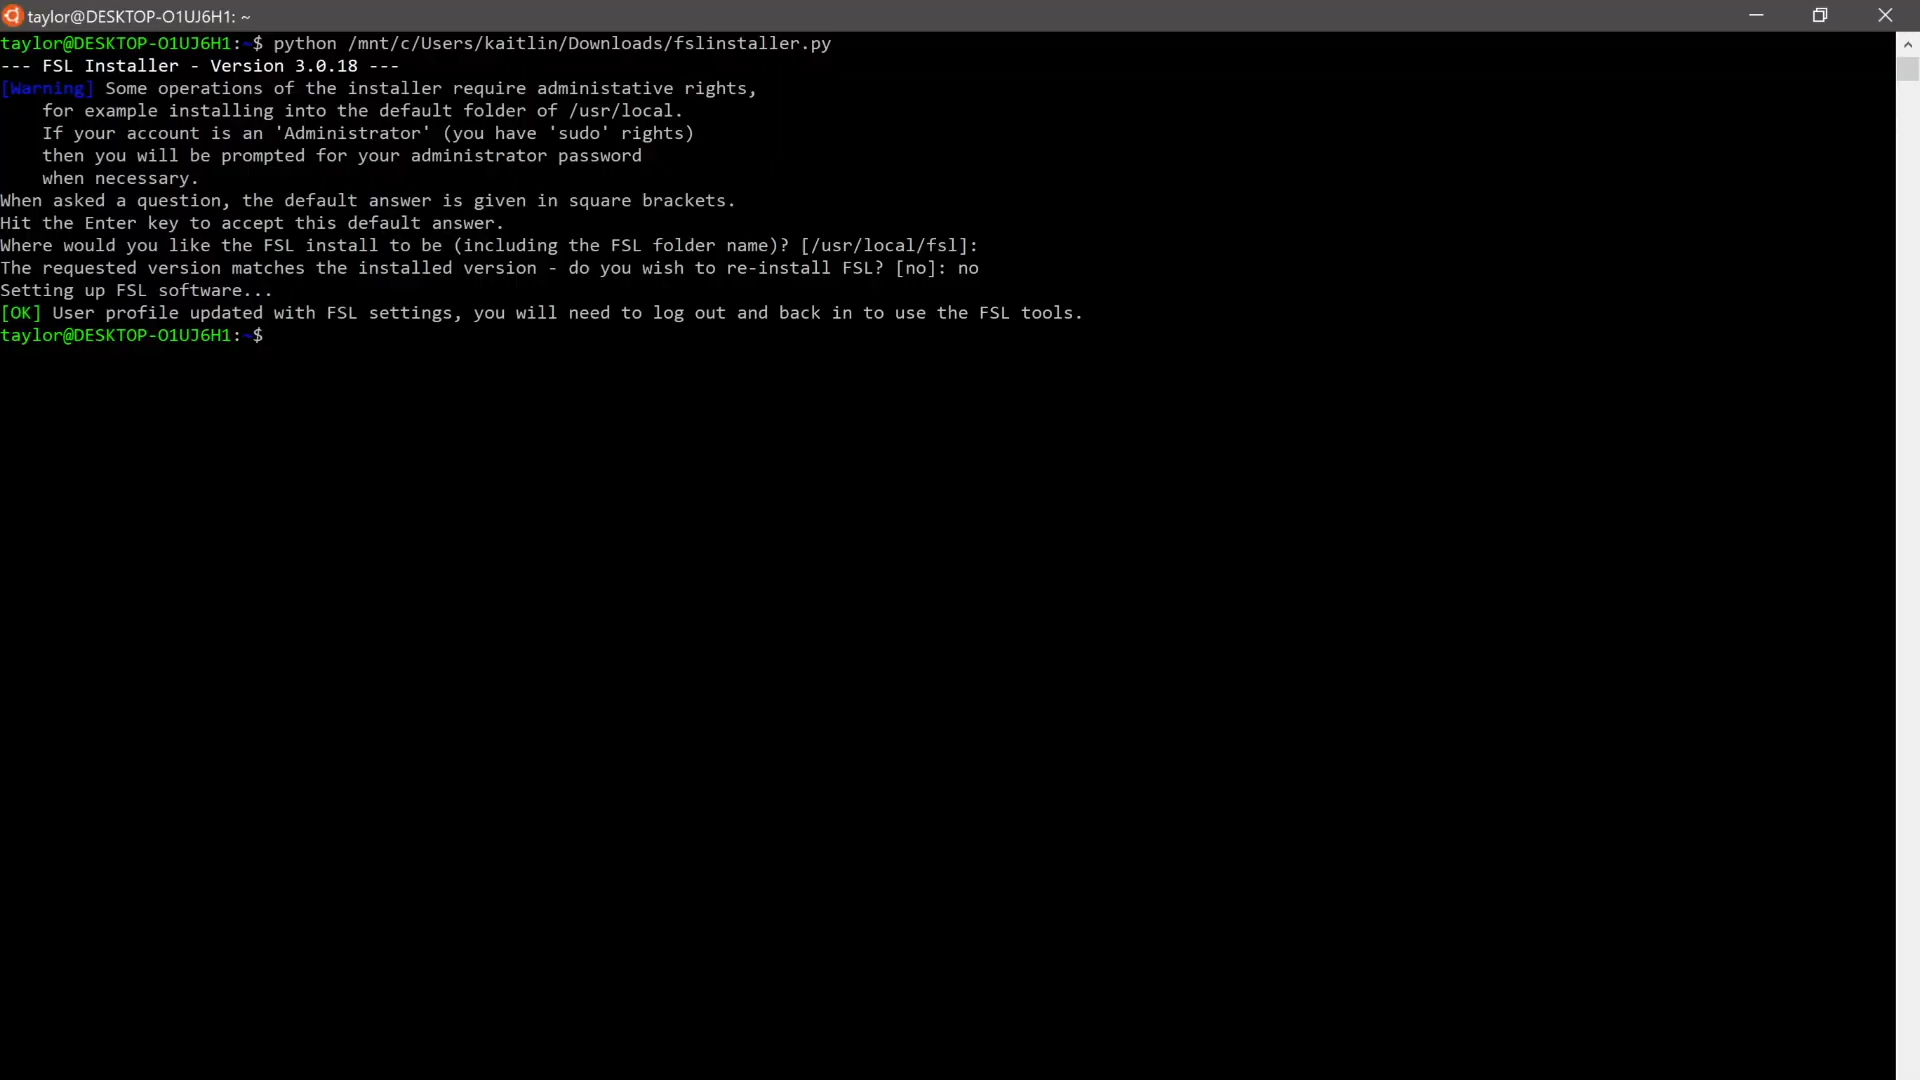 taylor@DESKTOP-O1UJ6H1: ~
taylor@DESKTOP-O1UJ6H1:~$ python /mnt/c/Users/kaitlin/Downloads/fslinstaller.py
--- FSL Installer - Version 3.0.18 ---
[Warning] Some operations of the installer require administative rights,
    for example installing into the default folder of /usr/local.
    If your account is an 'Administrator' (you have 'sudo' rights)
    then you will be prompted for your administrator password
    when necessary.
When asked a question, the default answer is given in square brackets.
Hit the Enter key to accept this default answer.
Where would you like the FSL install to be (including the FSL folder name)? [/usr/local/fsl]:
The requested version matches the installed version - do you wish to re-install FSL? [no]: no
Setting up FSL software...
[OK] User profile updated with FSL settings, you will need to log out and back in to use the FSL tools.
taylor@DESKTOP-O1UJ6H1:~$